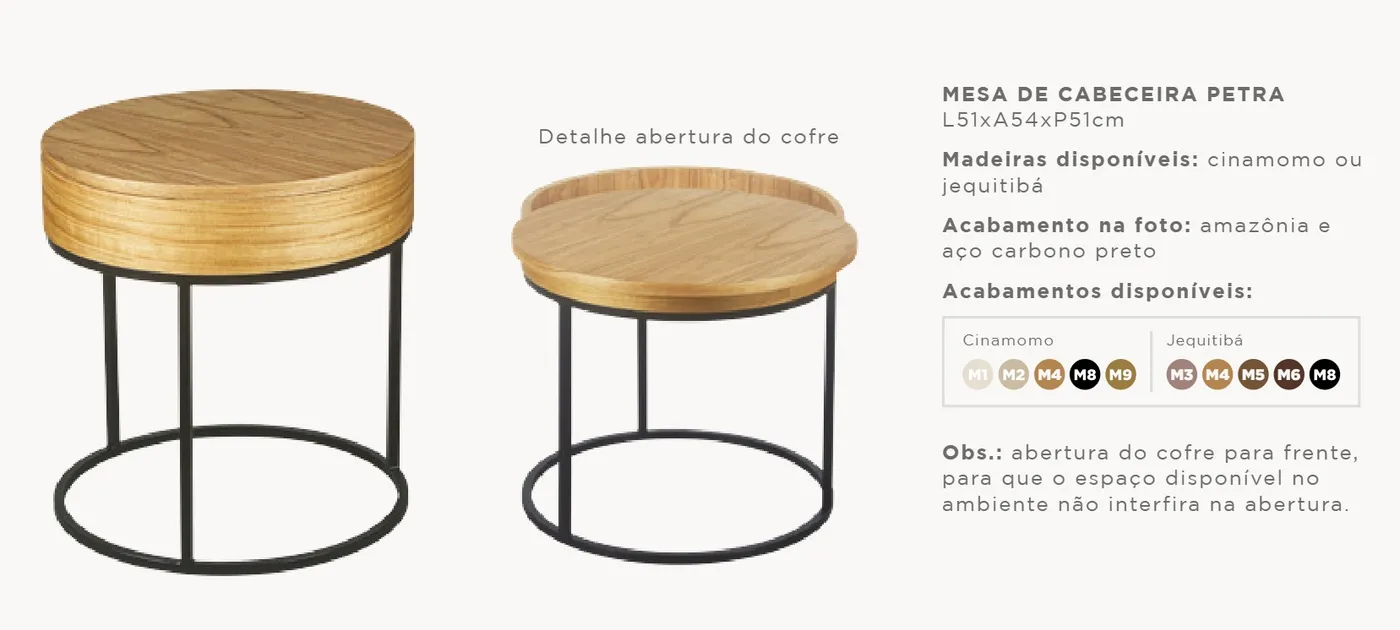 Detalhe abertura do cofre
MESA DE CABECEIRA PETRA
L51xA54xP51cm
Madeiras disponíveis: cinamomo ou
jequitibá
Acabamento na foto: amazônia e
aço carbono preto
Acabamentos disponíveis:
Cinamomo
M1 M2 M4 M8 M9
Jequitibá
M3 M4 M5 M6 M8
Obs.: abertura do cofre para frente,
para que o espaço disponível no
ambiente não interfira na abertura.